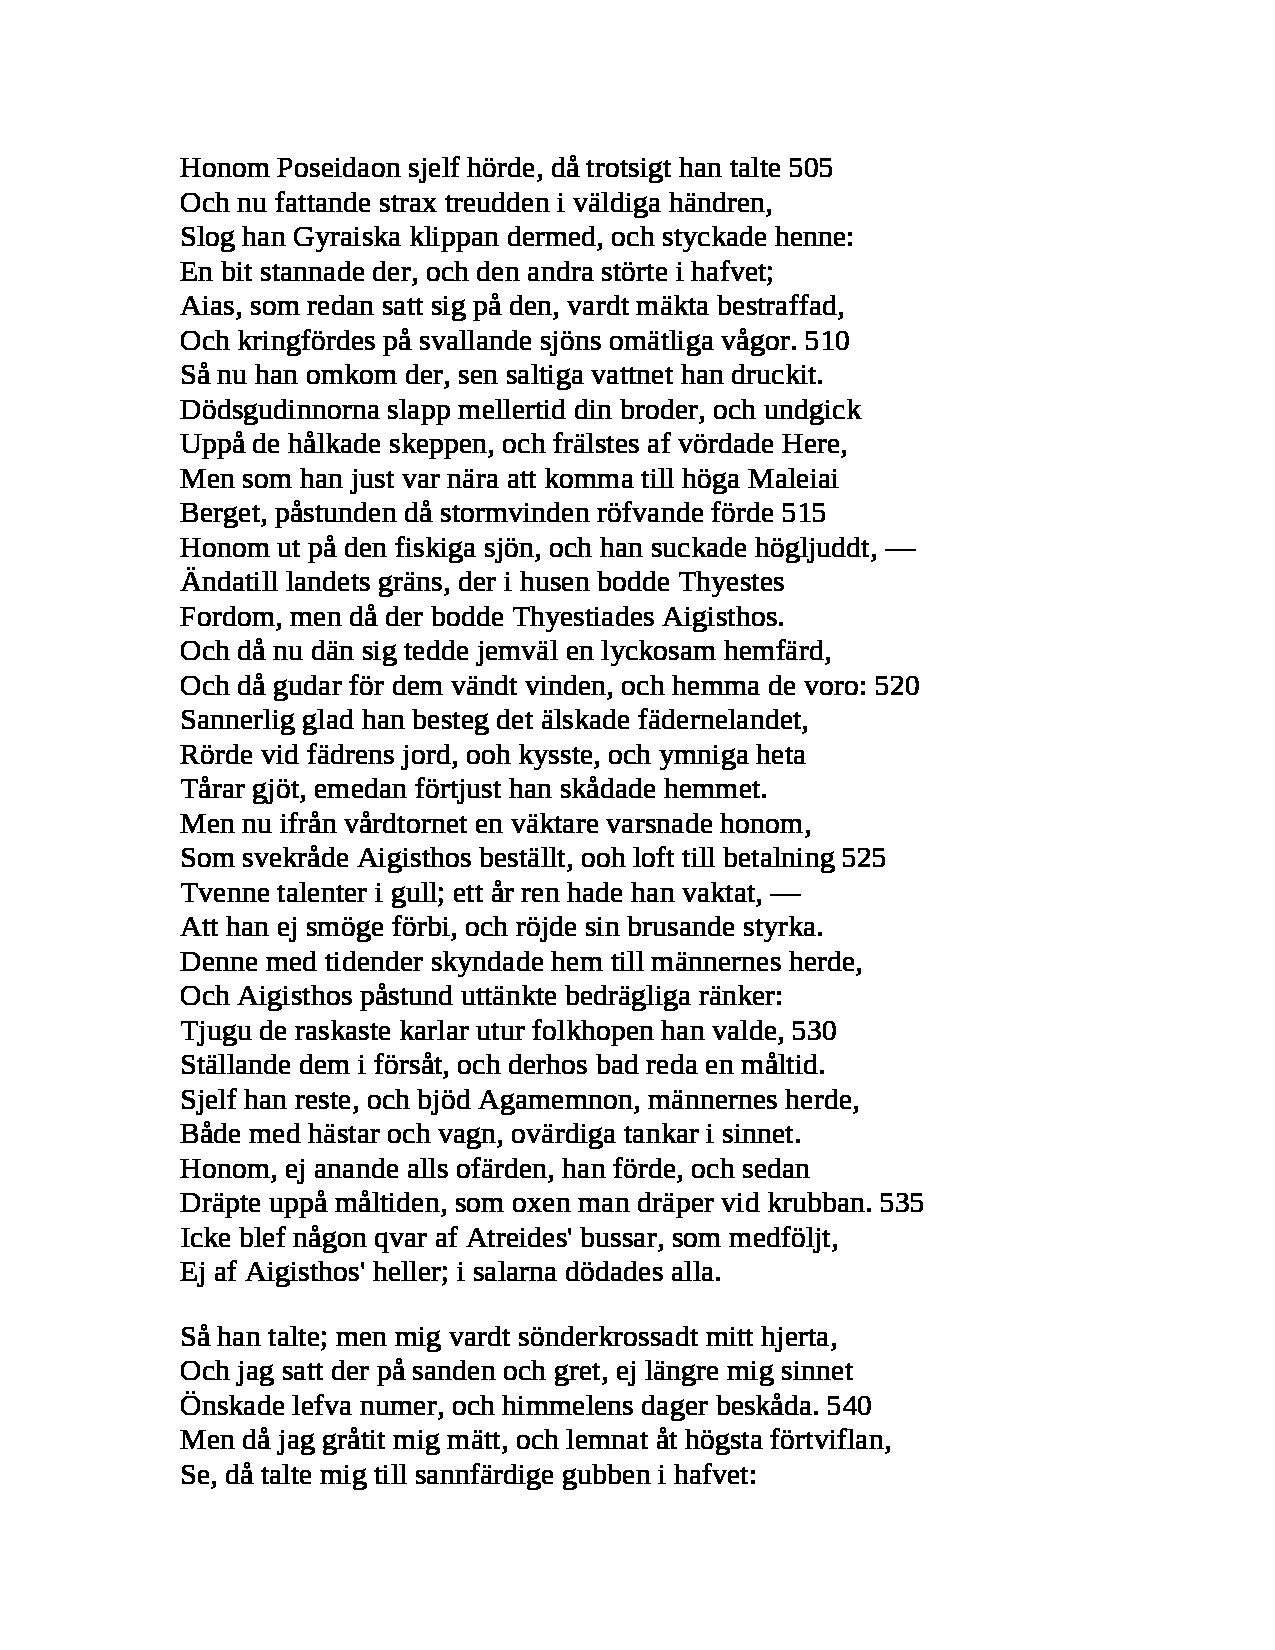 Honom Poseidaon sjelf hörde, då trotsigt han talte 505
Och nu fattande strax treudden i väldiga händren,
Slog han Gyraiska klippan dermed, och styckade henne:
En bit stannade der, och den andra störte i hafvet;
Aias, som redan satt sig på den, vardt mäkta bestraffad,
Och kringfördes på svallande sjöns omätliga vågor. 510
Så nu han omkom der, sen saltiga vattnet han druckit.
Dödsgudinnorna slapp mellertid din broder, och undgick
Uppå de hålkade skeppen, och frälstes af vördade Here,
Men som han just var nära att komma till höga Maleiai
Berget, påstunden då stormvinden röfvande förde 515
Honom ut på den fiskiga sjön, och han suckade högljuddt, —
Ändatill landets gräns, der i husen bodde Thyestes
Fordom, men då der bodde Thyestiades Aigisthos.
Och då nu dän sig tedde jemväl en lyckosam hemfärd,
Och då gudar för dem vändt vinden, och hemma de voro: 520
Sannerlig glad han besteg det älskade fädernelandet,
Rörde vid fädrens jord, ooh kysste, och ymniga heta
Tårar gjöt, emedan förtjust han skådade hemmet.
Men nu ifrån vårdtornet en väktare varsnade honom,
Som svekråde Aigisthos beställt, ooh loft till betalning 525
Tvenne talenter i gull; ett år ren hade han vaktat, —
Att han ej smöge förbi, och röjde sin brusande styrka.
Denne med tidender skyndade hem till männernes herde,
Och Aigisthos påstund uttänkte bedrägliga ränker:
Tjugu de raskaste karlar utur folkhopen han valde, 530
Ställande dem i försåt, och derhos bad reda en måltid.
Sjelf han reste, och bjöd Agamemnon, männernes herde,
Både med hästar och vagn, ovärdiga tankar i sinnet.
Honom, ej anande alls ofärden, han förde, och sedan
Dräpte uppå måltiden, som oxen man dräper vid krubban. 535
Icke blef någon qvar af Atreides' bussar, som medföljt,
Ej af Aigisthos' heller; i salarna dödades alla.
Så han talte; men mig vardt sönderkrossadt mitt hjerta,
Och jag satt der på sanden och gret, ej längre mig sinnet
Önskade lefva numer, och himmelens dager beskåda. 540
Men då jag gråtit mig mätt, och lemnat åt högsta förtviflan,
Se, då talte mig till sannfärdige gubben i hafvet: